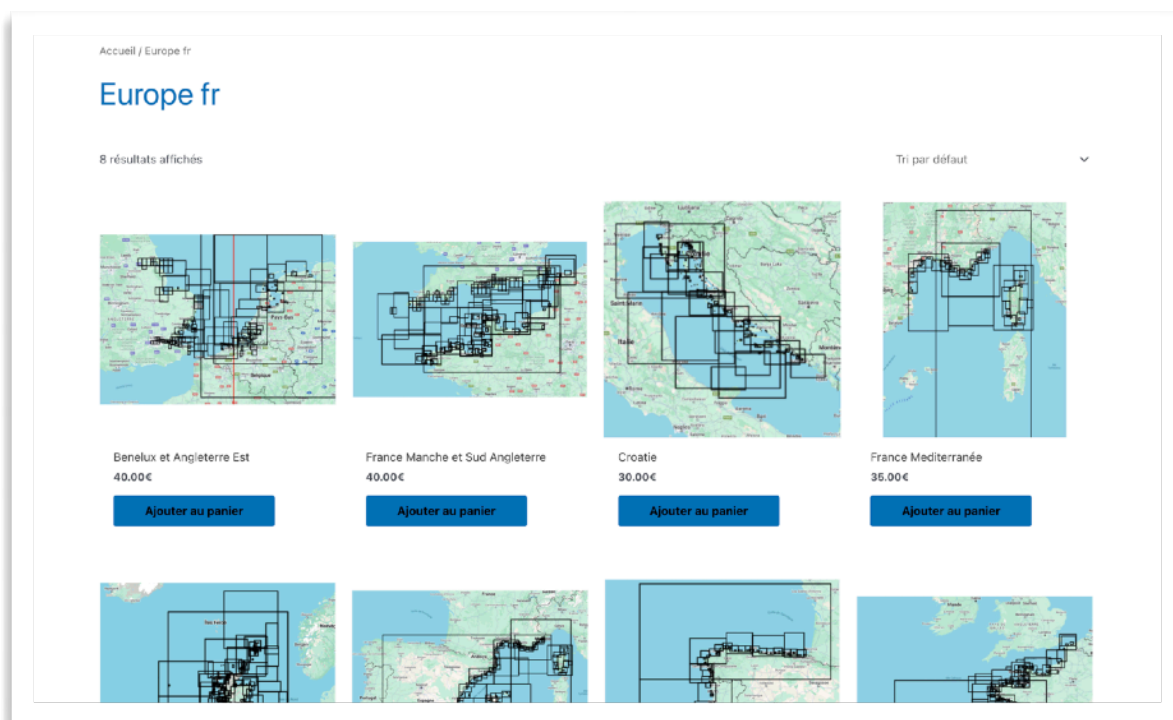 Accueil / Europe fr
Europe fr
8 résultats affichés
Tri par défaut
Benelux et Angleterre Est
40.00€
Ajouter au panier
France Manche et Sud Angleterre
40.00€
Ajouter au panier
Croatie
30.00€
Ajouter au panier
France Mediterranée
35.00€
Ajouter au panier